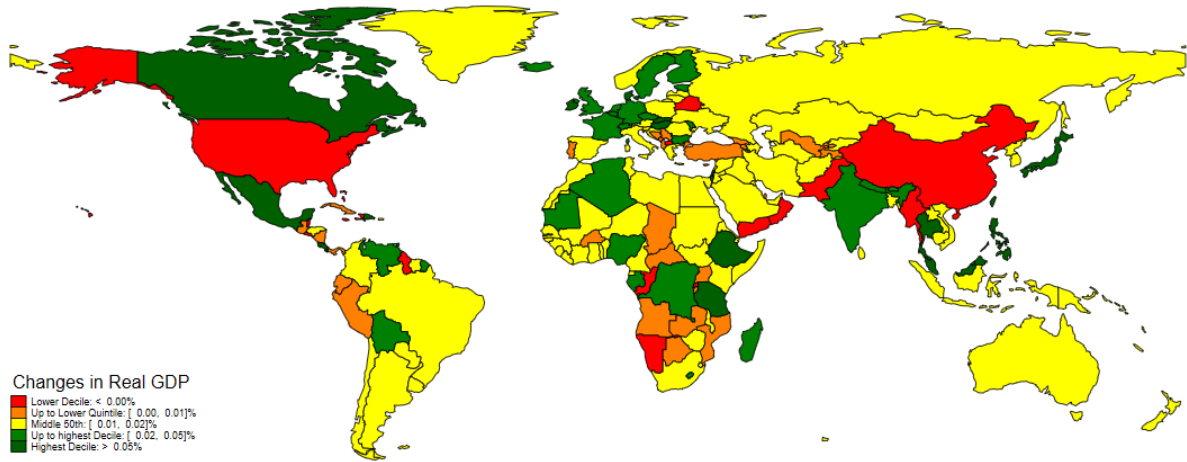 Changes in Real GDP
Lower Decile: < 0.00%
Up to Lower Quintile: [ 0.00, 0.01]%
Middle 50th: [ 0.01, 0.02]%
Up to highest Decile: [ 0.02, 0.05]%
Highest Decile: > 0.05%